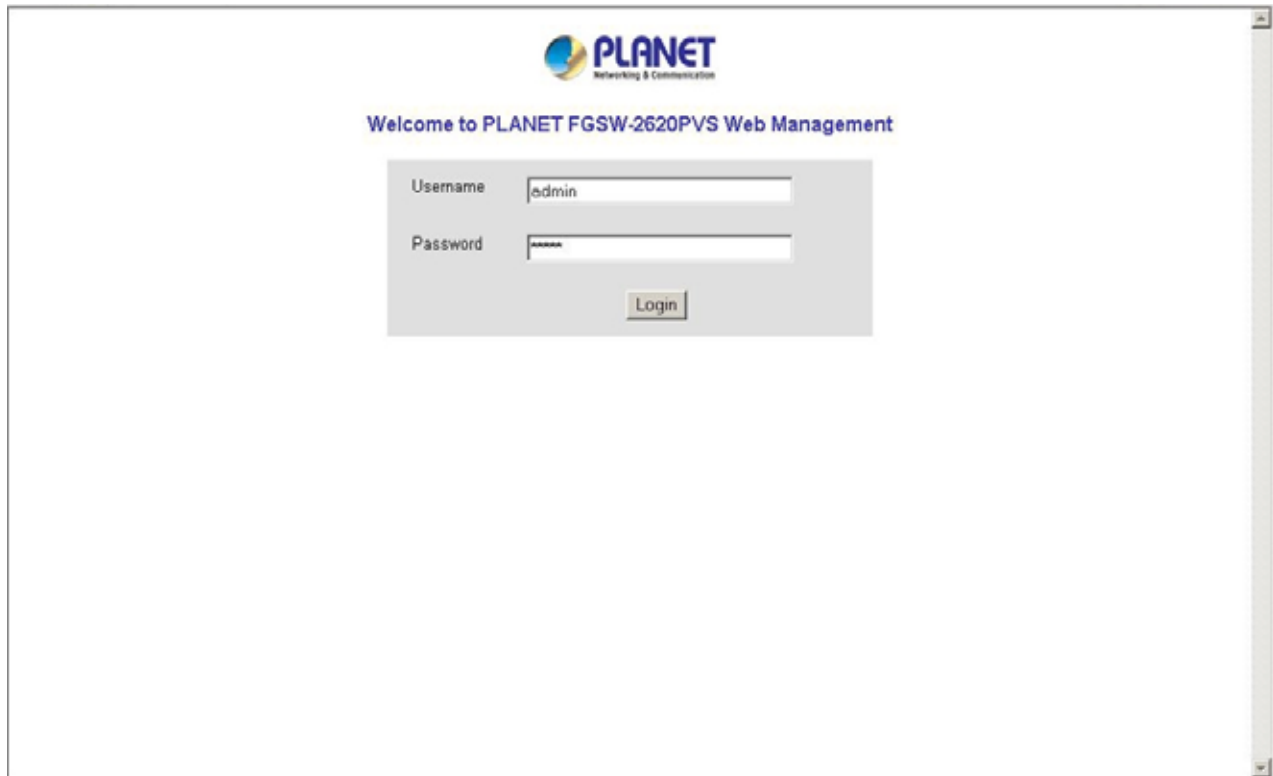 PLANET
Networking & Communication
Welcome to PLANET FGSW-2620PVS Web Management
Username admin
Password *****
Login